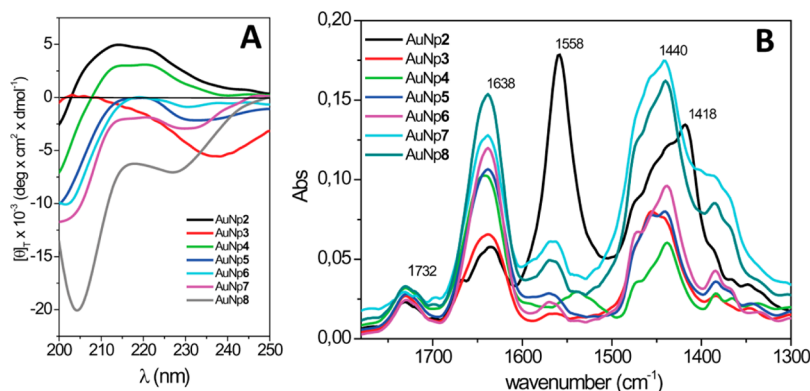 A
5
0
-5
-10
-15
-20
200 210 220 230 240 250
λ (nm)
[θ]T x 10-3 (deg x cm2 x dmol-1)
AuNp2
AuNp3
AuNp4
AuNp5
AuNp6
AuNp7
AuNp8
B
0,20
0,15
0,10
0,05
0,00
Abs
1700 1600 1500 1400 1300
wavenumber (cm-1)
AuNp2
AuNp3
AuNp4
AuNp5
AuNp6
AuNp7
AuNp8
1732
1638
1558
1440
1418